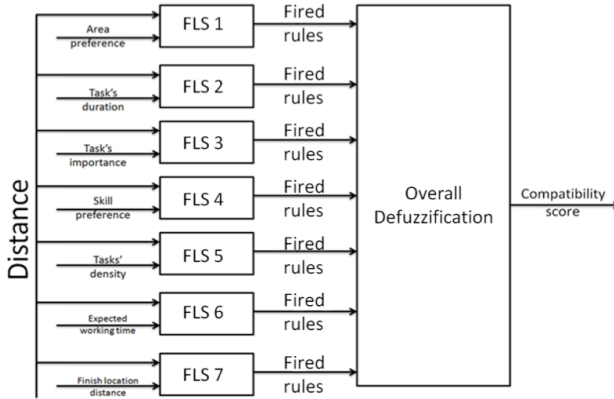 Distance
Area
preference
FLS 1
Fired
rules
Task's
duration
FLS 2
Fired
rules
Task's
importance
FLS 3
Fired
rules
Skill
preference
FLS 4
Fired
rules
Tasks'
density
FLS 5
Fired
rules
Expected
working time
FLS 6
Fired
rules
Finish location
distance
FLS 7
Fired
rules
Overall
Defuzzification
Compatibility
score